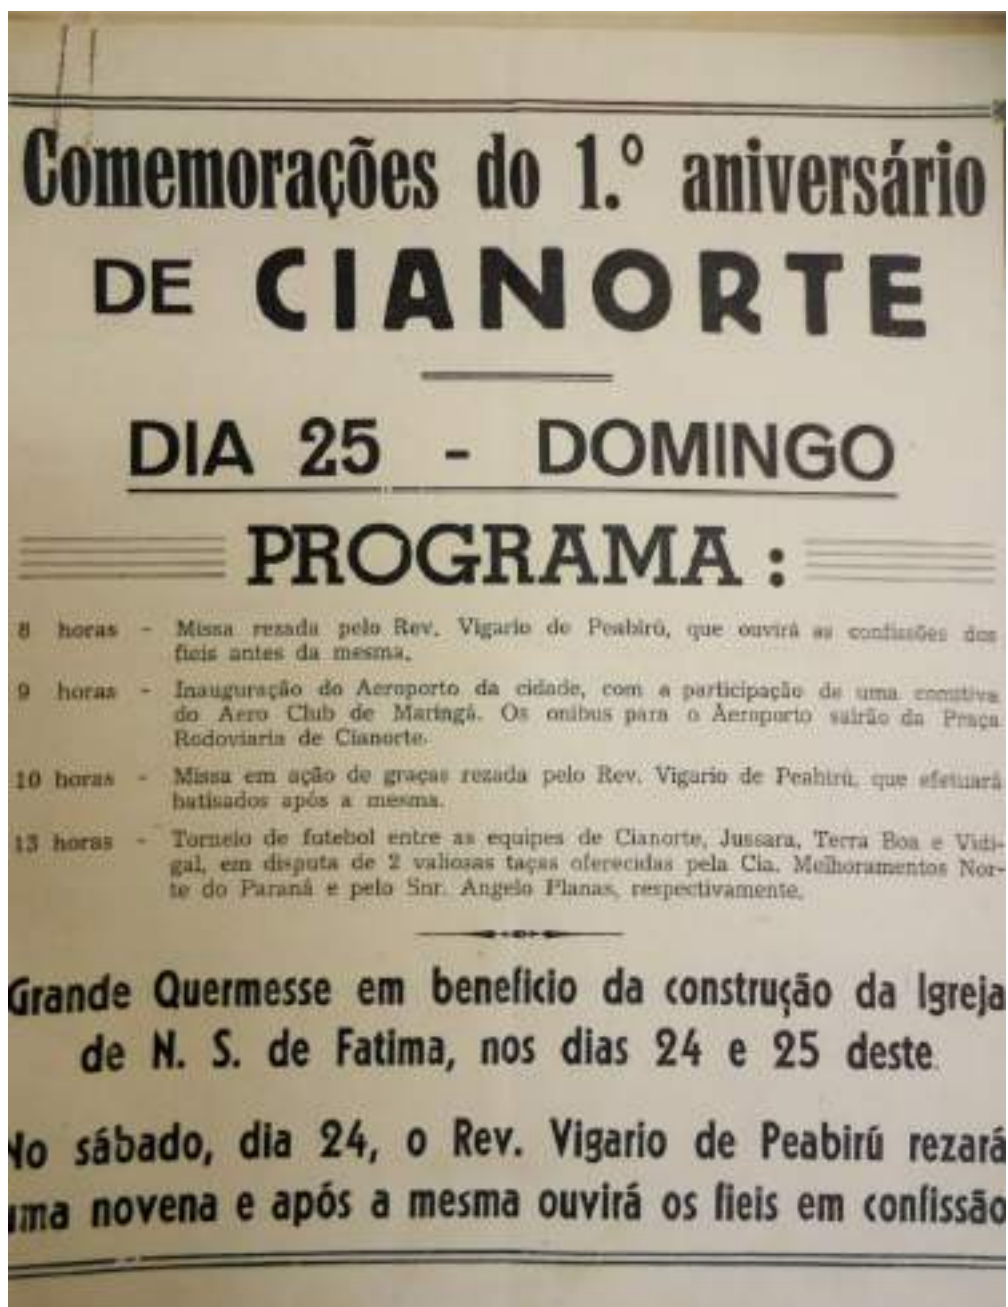 Comemorações do 1.º aniversário
DE CIANORTE
DIA 25 - DOMINGO
PROGRAMA :
8 horas - Missa rezada pelo Rev. Vigario de Peabirú, que ouvirá as confissões dos
fieis antes da mesma.
9 horas - Inauguração do Aeroporto da cidade, com a participação de uma comitiva
do Aero Club de Maringá. Os onibus para o Aeroporto sairão da Praça
Rodoviaria de Cianorte.
10 horas - Missa em ação de graças rezada pelo Rev. Vigario de Peabirú, que efetuará
batisados após a mesma.
13 horas - Torneio de futebol entre as equipes de Cianorte, Jussara, Terra Boa e Vidi-
gal, em disputa de 2 valiosas taças oferecidas pela Cia. Melhoramentos Nor-
te do Paraná e pelo Snr. Angelo Planas, respectivamente.
Grande Quermesse em beneficio da construção da Igreja
de N. S. de Fatima, nos dias 24 e 25 deste.
No sábado, dia 24, o Rev. Vigario de Peabirú rezará
uma novena e após a mesma ouvirá os fieis em confissão